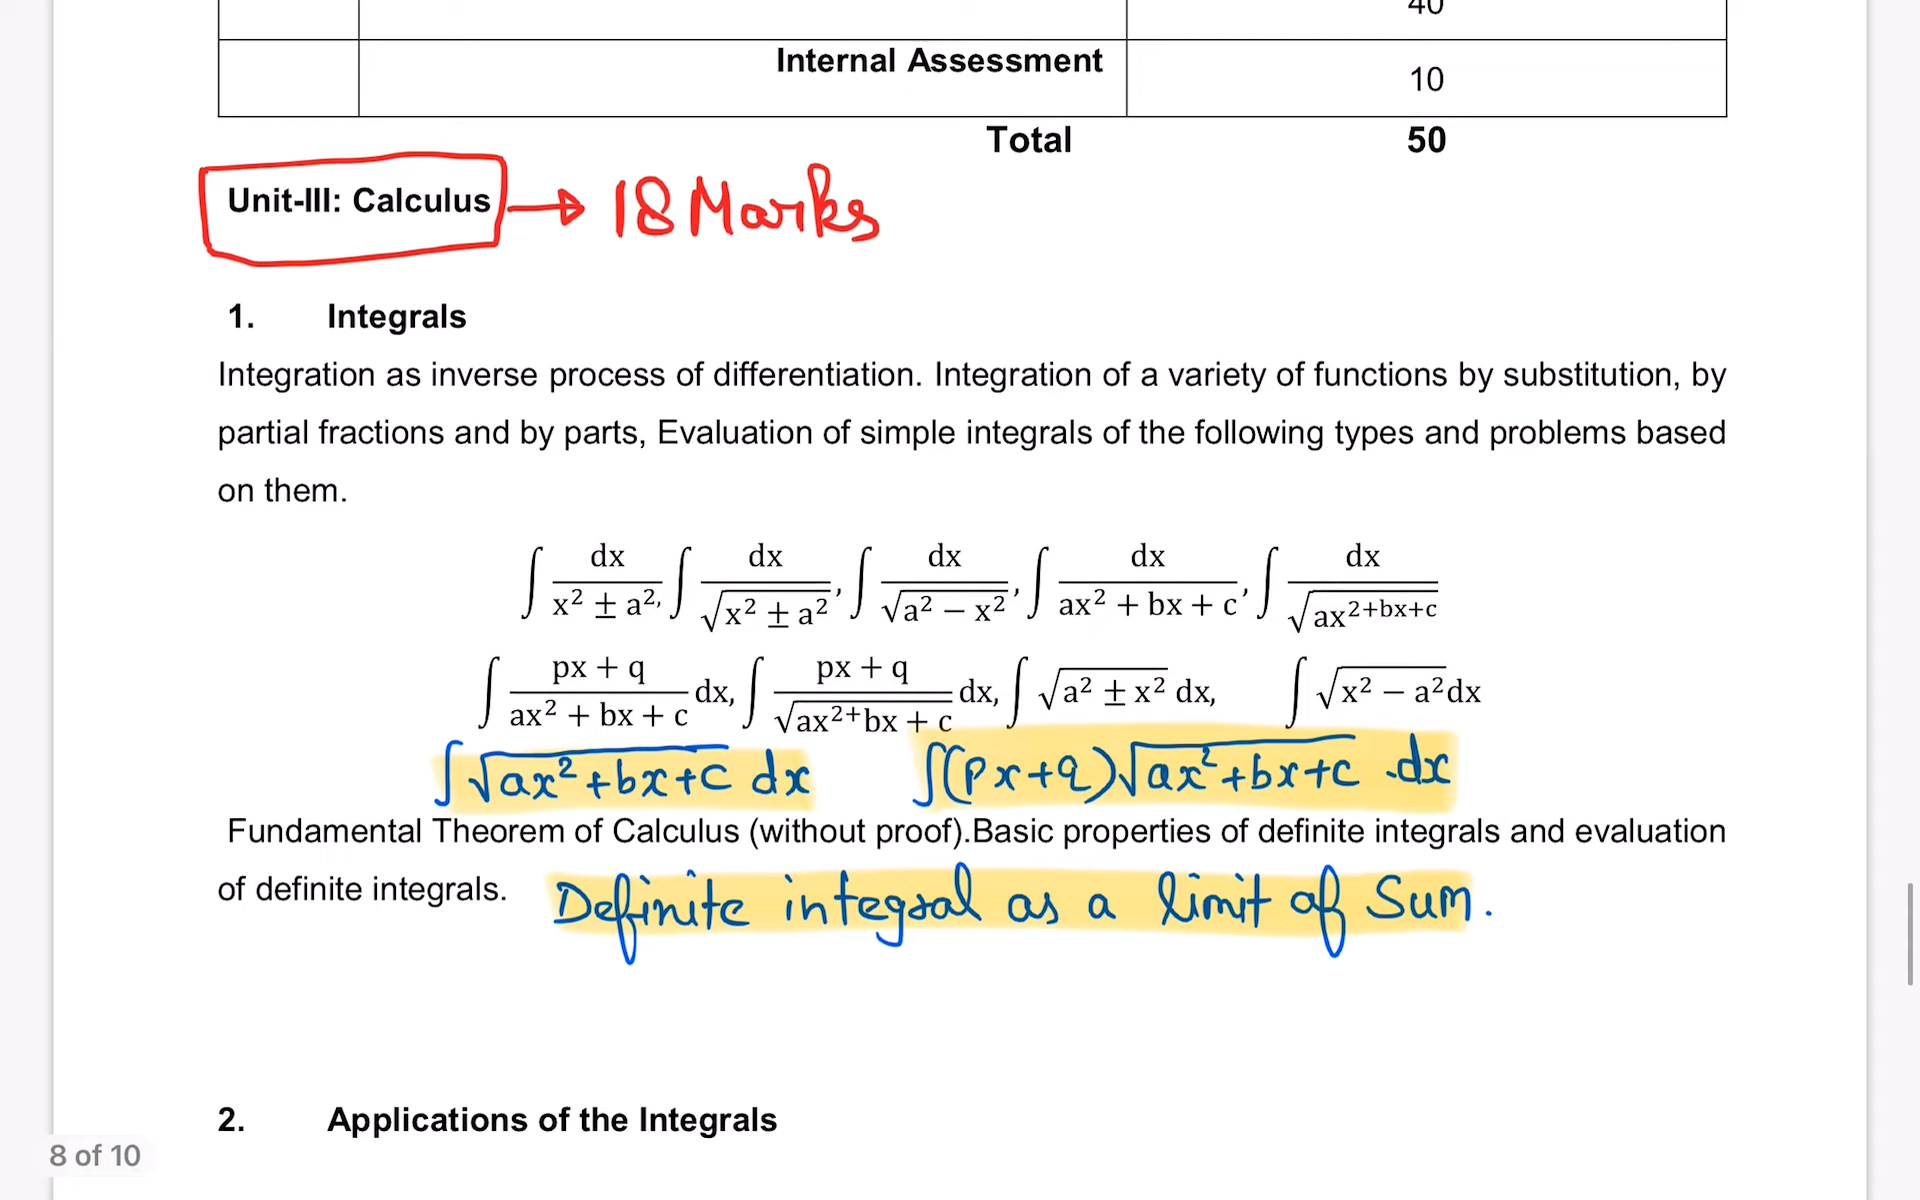 40
Internal Assessment 10
Total 50
Unit-III: Calculus → 18 Marks
1. Integrals
Integration as inverse process of differentiation. Integration of a variety of functions by substitution, by
partial fractions and by parts, Evaluation of simple integrals of the following types and problems based
on them.
∫ dx/(x² ± a²), ∫ dx/√(x² ± a²), ∫ dx/√(a² − x²), ∫ dx/(ax² + bx + c), ∫ dx/√(ax²+bx+c)
∫ (px + q)/(ax² + bx + c) dx, ∫ (px + q)/√(ax²+bx + c) dx, ∫ √(a² ± x²) dx, ∫ √(x² − a²)dx
∫√(ax²+bx+c) dx ∫(px+q)√(ax²+bx+c) .dx
Fundamental Theorem of Calculus (without proof).Basic properties of definite integrals and evaluation
of definite integrals. Definite integral as a limit of Sum.
2. Applications of the Integrals
8 of 10